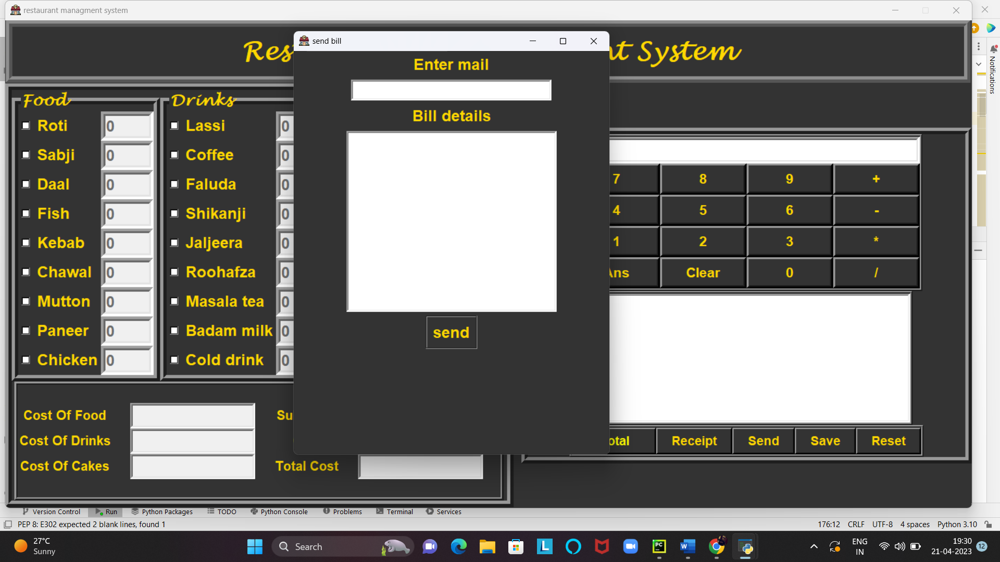 restaurant managment system
send bill
Enter mail
Bill details
send
System
Food
Roti 0
Sabji 0
Daal 0
Fish 0
Kebab 0
Chawal 0
Mutton 0
Paneer 0
Chicken 0
Drinks
Lassi 0
Coffee 0
Faluda 0
Shikanji 0
Jaljeera 0
Roohafza 0
Masala tea 0
Badam milk 0
Cold drink 0
7 8 9 +
4 5 6 -
1 2 3 *
Clear 0 /
Cost Of Food
Cost Of Drinks
Cost Of Cakes
Total Cost
Receipt Send Save Reset
Notifications
Version Control Run Python Packages TODO Python Console Problems Terminal Services
PEP 8: E302 expected 2 blank lines, found 1
176:12 CRLF UTF-8 4 spaces Python 3.10
27°C
Sunny
Search
PC
W
L
ENG
IN
19:30
21-04-2023
12